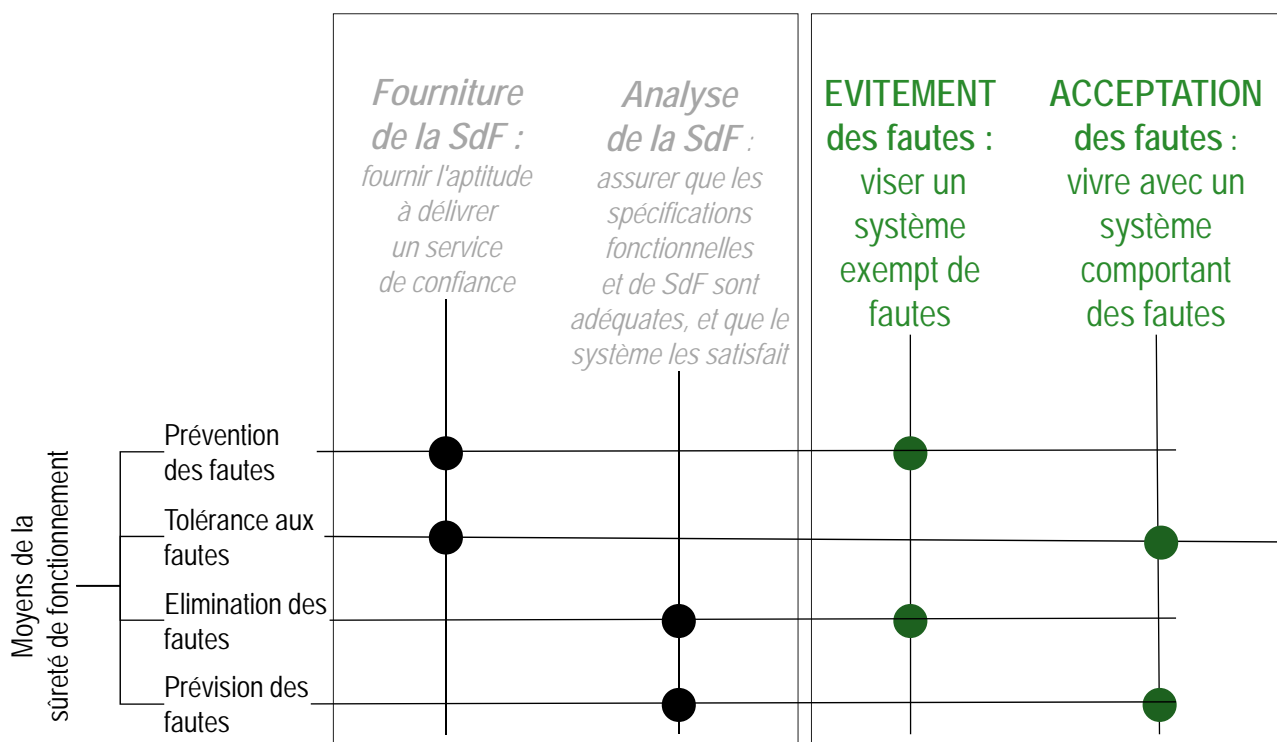 Fourniture
de la SdF :
fournir l'aptitude
à délivrer
un service
de confiance
Analyse
de la SdF :
assurer que les
spécifications
fonctionnelles
et de SdF sont
adéquates, et que le
système les satisfait
EVITEMENT
des fautes :
viser un
système
exempt de
fautes
ACCEPTATION
des fautes :
vivre avec un
système
comportant
des fautes
Moyens de la
sûreté de fonctionnement
Prévention
des fautes
Tolérance aux
fautes
Elimination des
fautes
Prévision des
fautes